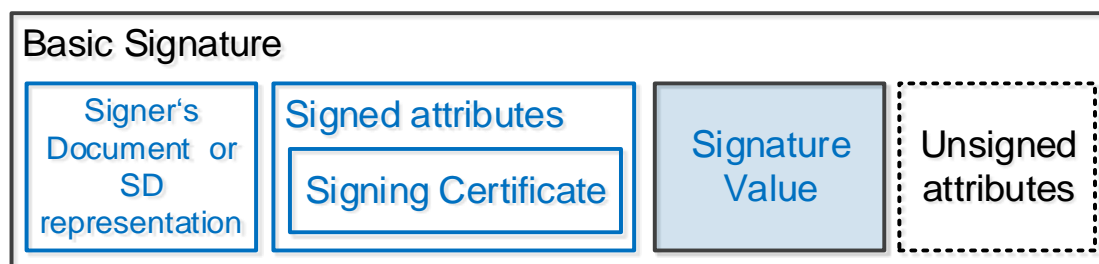 Basic Signature
Signer‘s
Document or
SD
representation
Signed attributes
Signing Certificate
Signature
Value
Unsigned
attributes